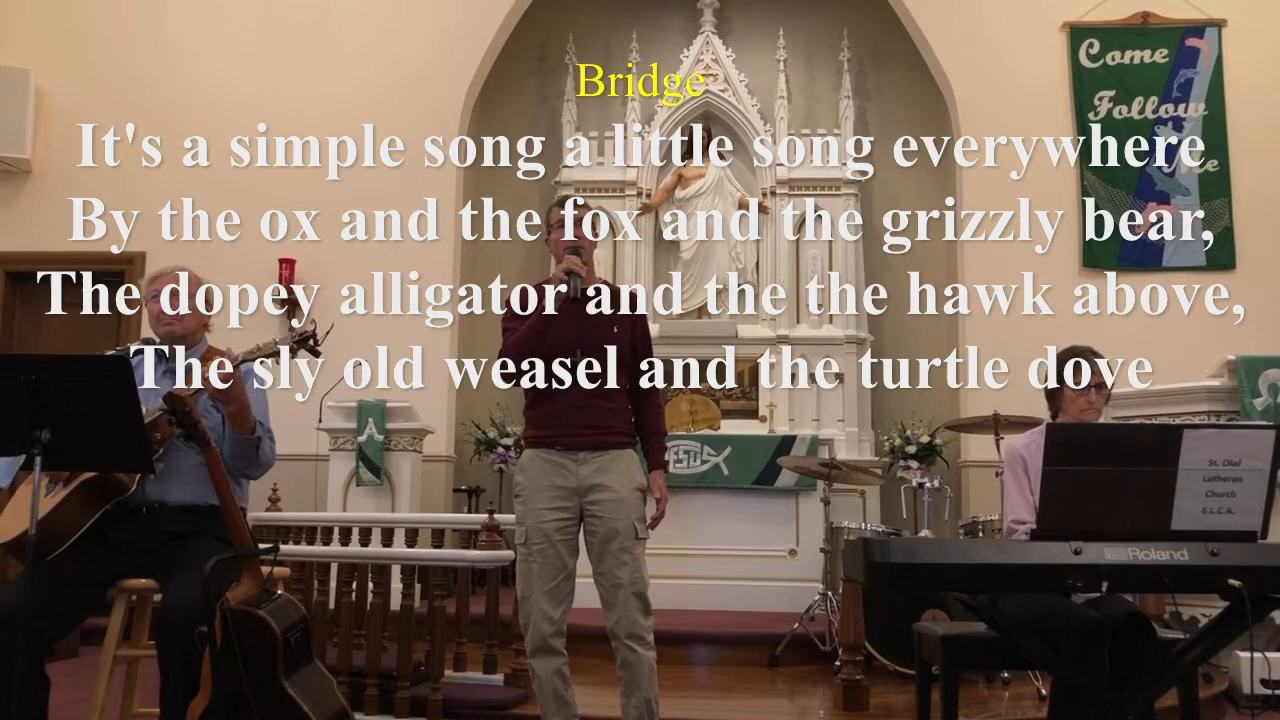 Bridge
It's a simple song a little song everywhere
By the ox and the fox and the grizzly bear,
The dopey alligator and the the hawk above,
The sly old weasel and the turtle dove
Come
Follow
Me
JESUS
St. Olaf
Lutheran
Church
E.L.C.A.
Roland